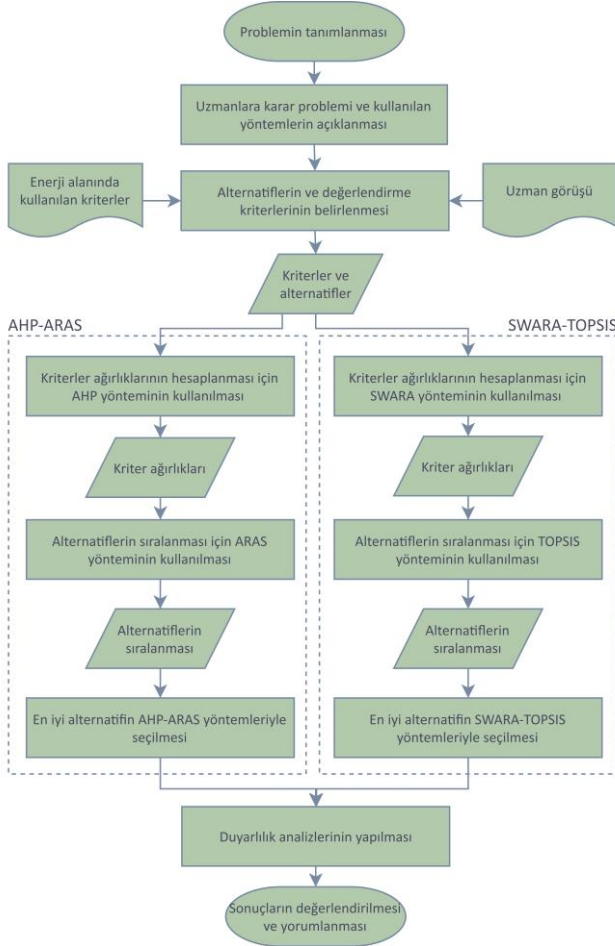 Problemin tanımlanması
Uzmanlara karar problemi ve kullanılan
yöntemlerin açıklanması
Enerji alanında
kullanılan kriterler
Alternatiflerin ve değerlendirme
kriterlerinin belirlenmesi
Uzman görüşü
Kriterler ve
alternatifler
AHP-ARAS
Kriterler ağırlıklarının hesaplanması için
AHP yönteminin kullanılması
Kriter ağırlıkları
Alternatiflerin sıralanması için ARAS
yönteminin kullanılması
Alternatiflerin
sıralanması
En iyi alternatifin AHP-ARAS yöntemleriyle
seçilmesi
SWARA-TOPSIS
Kriterler ağırlıklarının hesaplanması için
SWARA yönteminin kullanılması
Kriter ağırlıkları
Alternatiflerin sıralanması için TOPSIS
yönteminin kullanılması
Alternatiflerin
sıralanması
En iyi alternatifin SWARA-TOPSIS
yöntemleriyle seçilmesi
Duyarlılık analizlerinin yapılması
Sonuçların değerlendirilmesi
ve yorumlanması